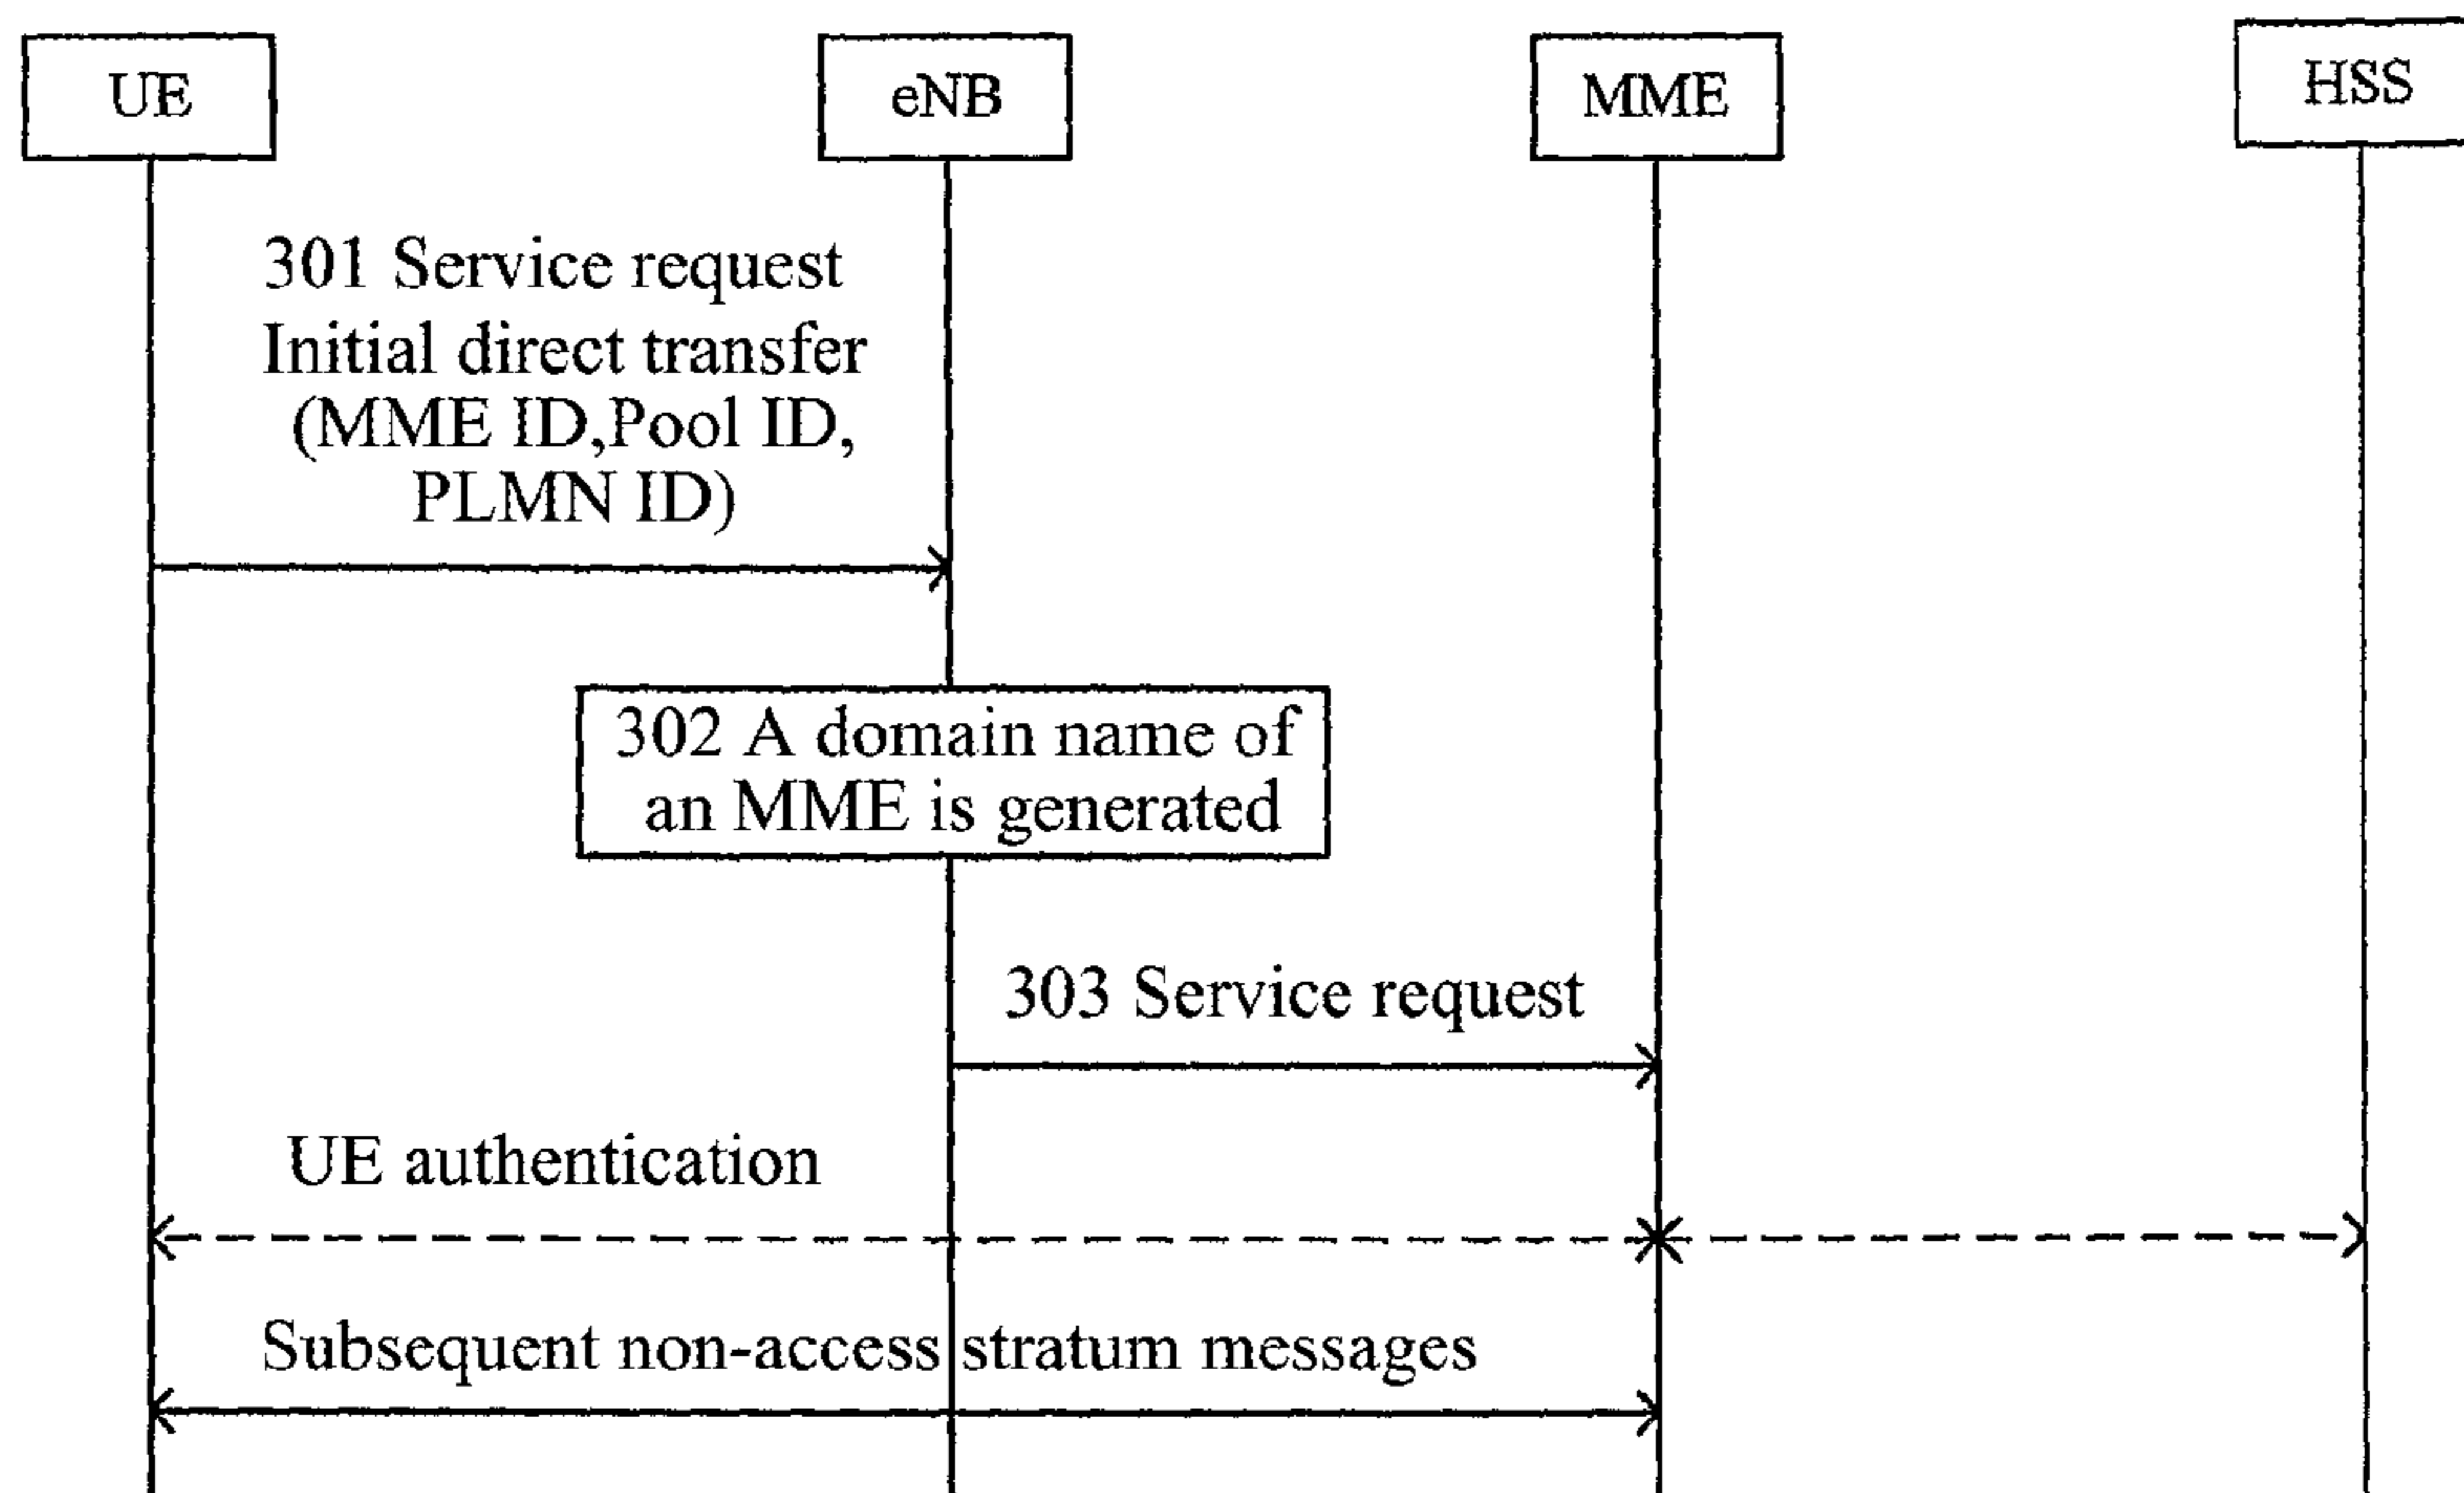 UE
eNB
MME
HSS
301 Service request
Initial direct transfer
(MME ID,Pool ID,
PLMN ID)
302 A domain name of
an MME is generated
303 Service request
UE authentication
Subsequent non-access stratum messages